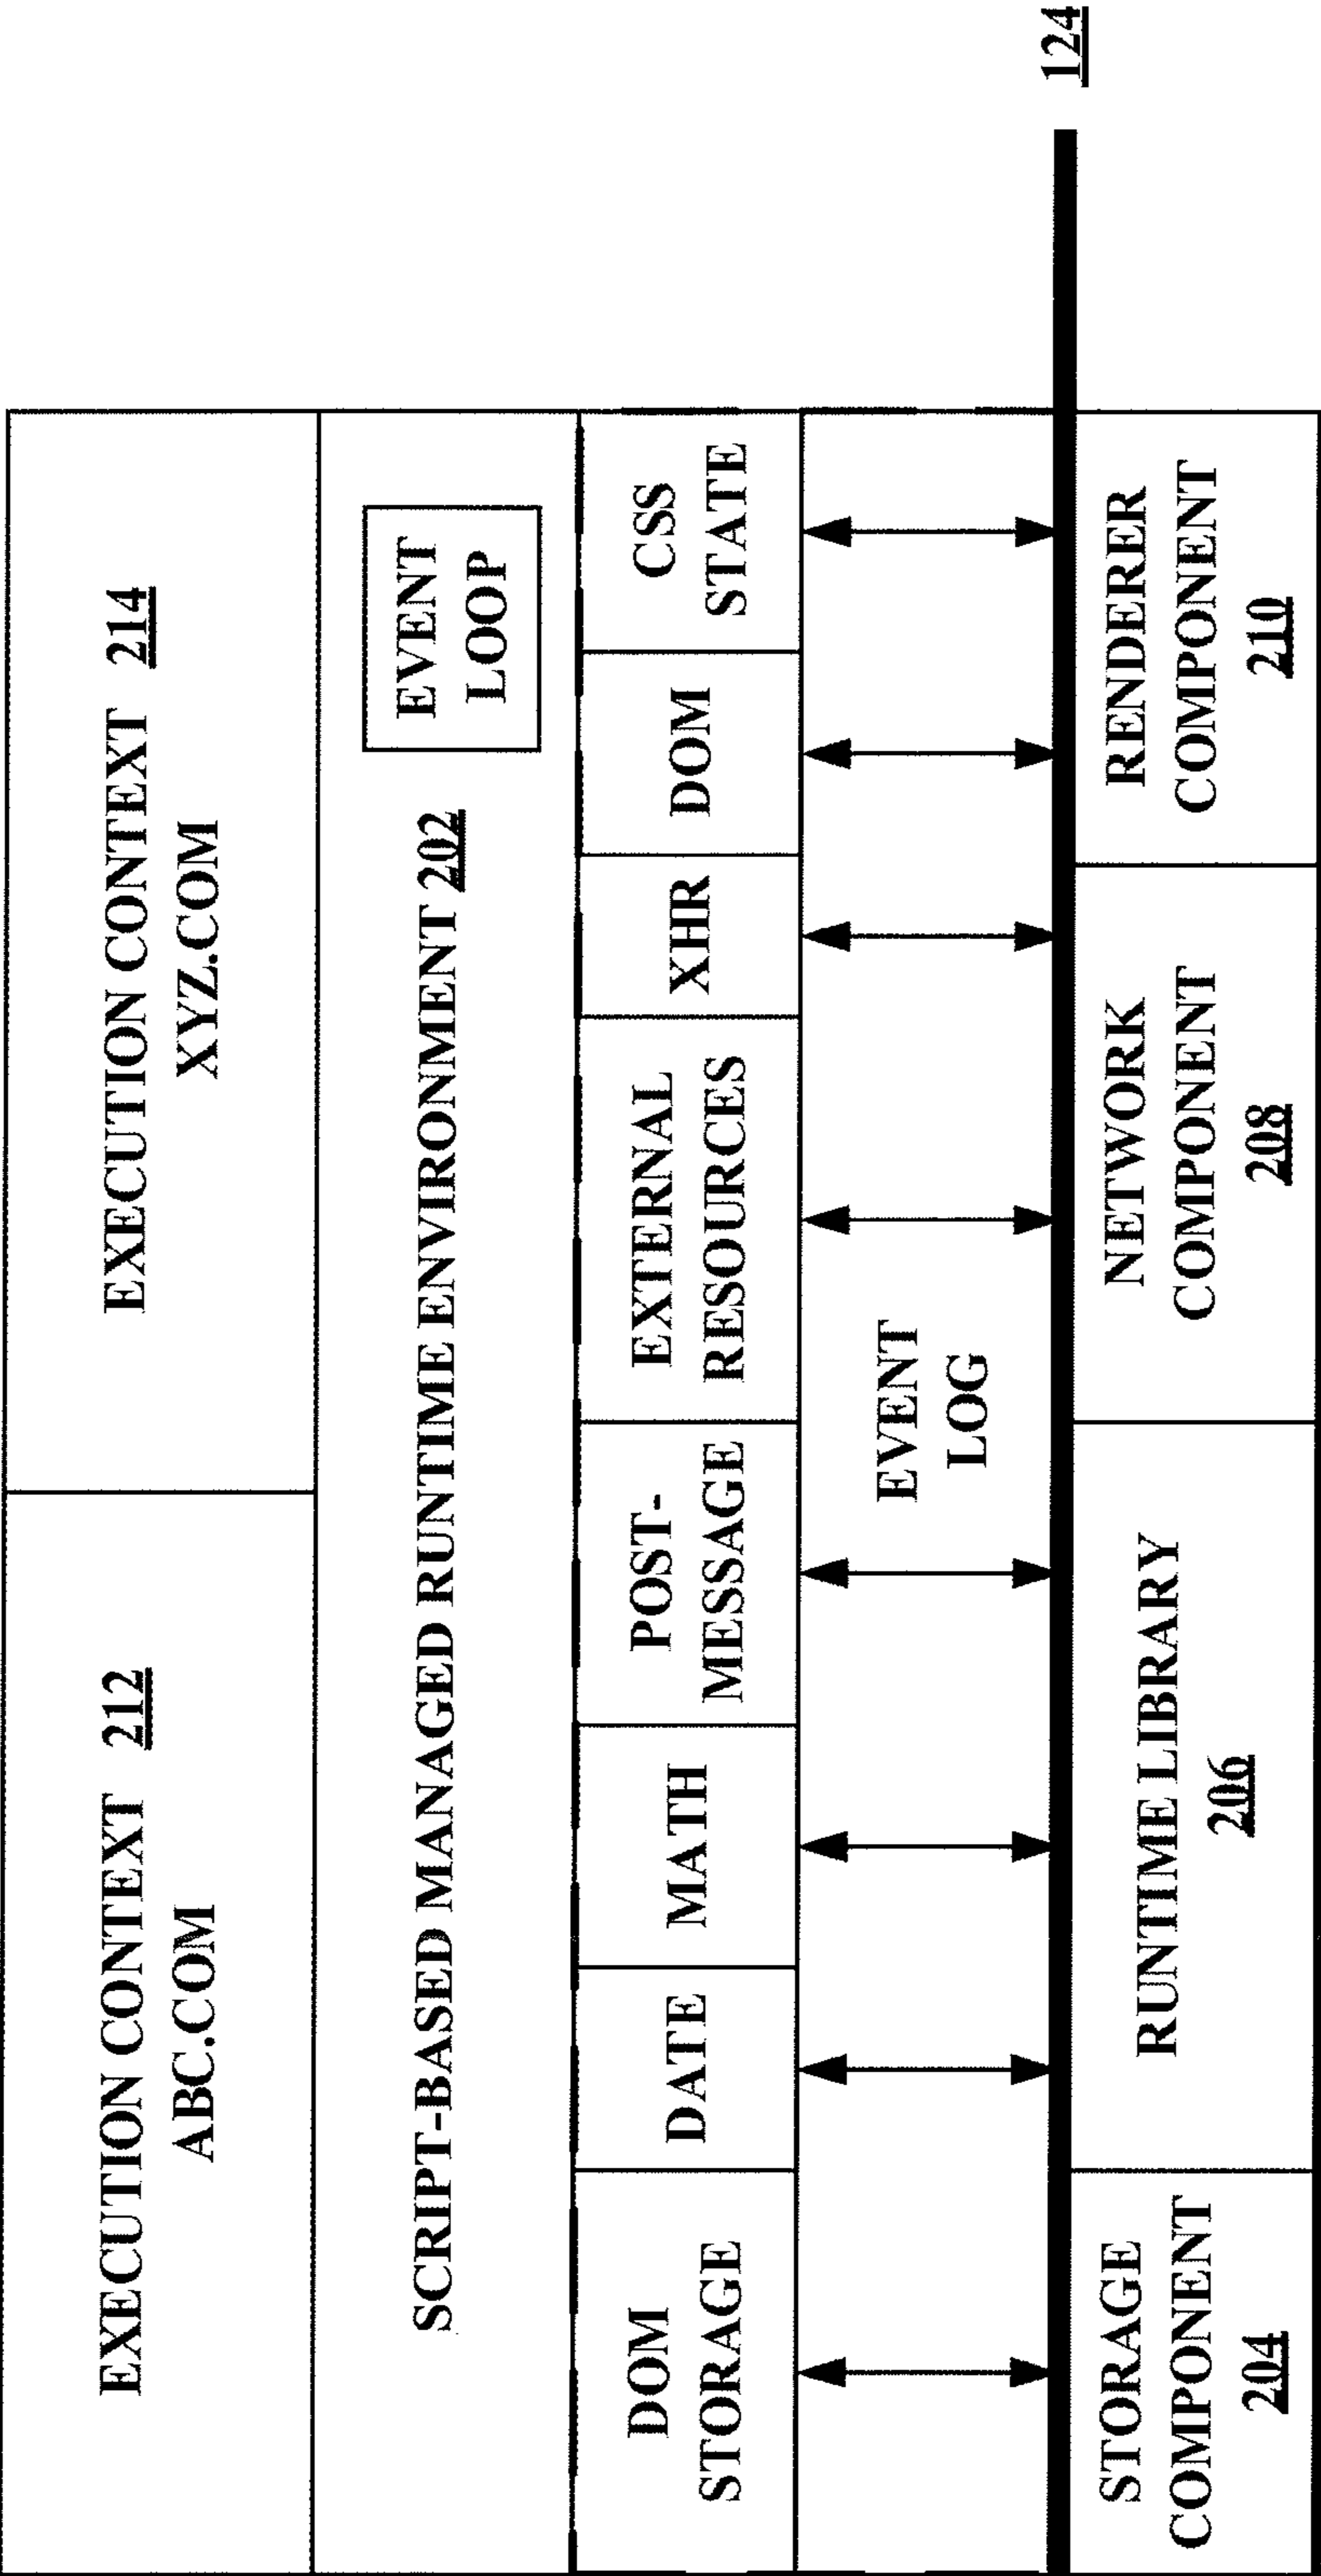 EXECUTION CONTEXT 212
ABC.COM
EXECUTION CONTEXT 214
XYZ.COM
SCRIPT-BASED MANAGED RUNTIME ENVIRONMENT 202
EVENT
LOOP
DOM
STORAGE
DATE
MATH
POST-
MESSAGE
EXTERNAL
RESOURCES
XHR
DOM
CSS
STATE
EVENT
LOG
124
STORAGE
COMPONENT
204
RUNTIME LIBRARY
206
NETWORK
COMPONENT
208
RENDERER
COMPONENT
210